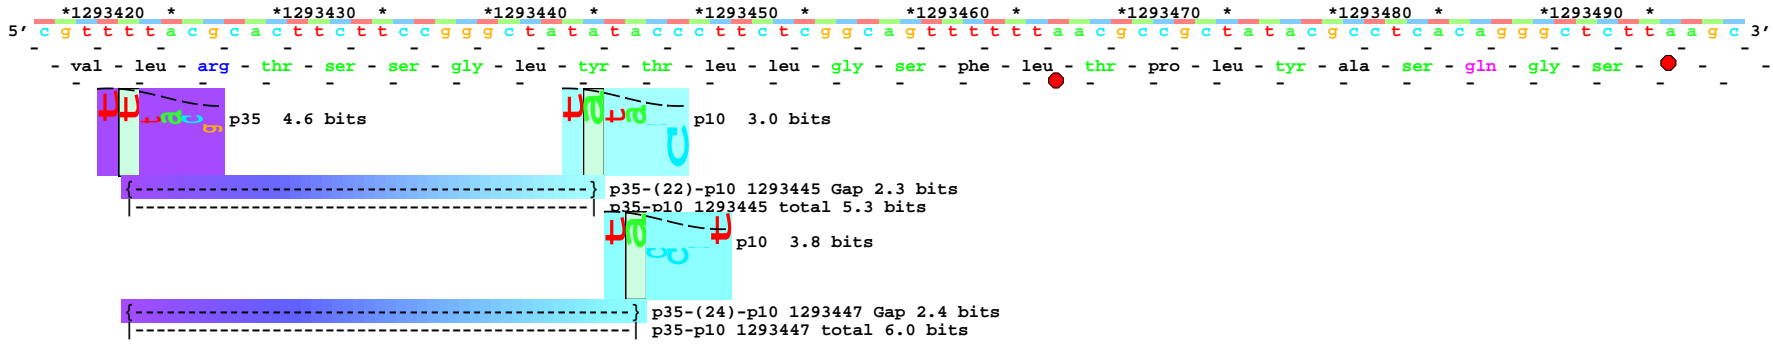 *1293420 * *1293430 * *1293440 * *1293450 * *1293460 * *1293470 * *1293480 * *1293490 *
5' c g t t t t a c g c a c t t c t t c c g g g c t a t a t a c c c t t c t c g g c a g t t t t t t a a c g c c g c t a t a c g c c t c a c a g g g c t c t t a a g c 3'
- - - - - - - - - - - - - - - - - - - - - - - - - - - -
- val - leu - arg - thr - ser - ser - gly - leu - tyr - thr - leu - leu - gly - ser - phe - leu - thr - pro - leu - tyr - ala - ser - gln - gly - ser - - -
- - - - - - - - - - - - - - - - - - - - - - - - - - -
t t t a c g p35 4.6 bits
t a t a c p10 3.0 bits
{----------------------} p35-(22)-p10 1293445 Gap 2.3 bits
|----------------------| p35-p10 1293445 total 5.3 bits
t a c c t p10 3.8 bits
{------------------------} p35-(24)-p10 1293447 Gap 2.4 bits
|------------------------| p35-p10 1293447 total 6.0 bits